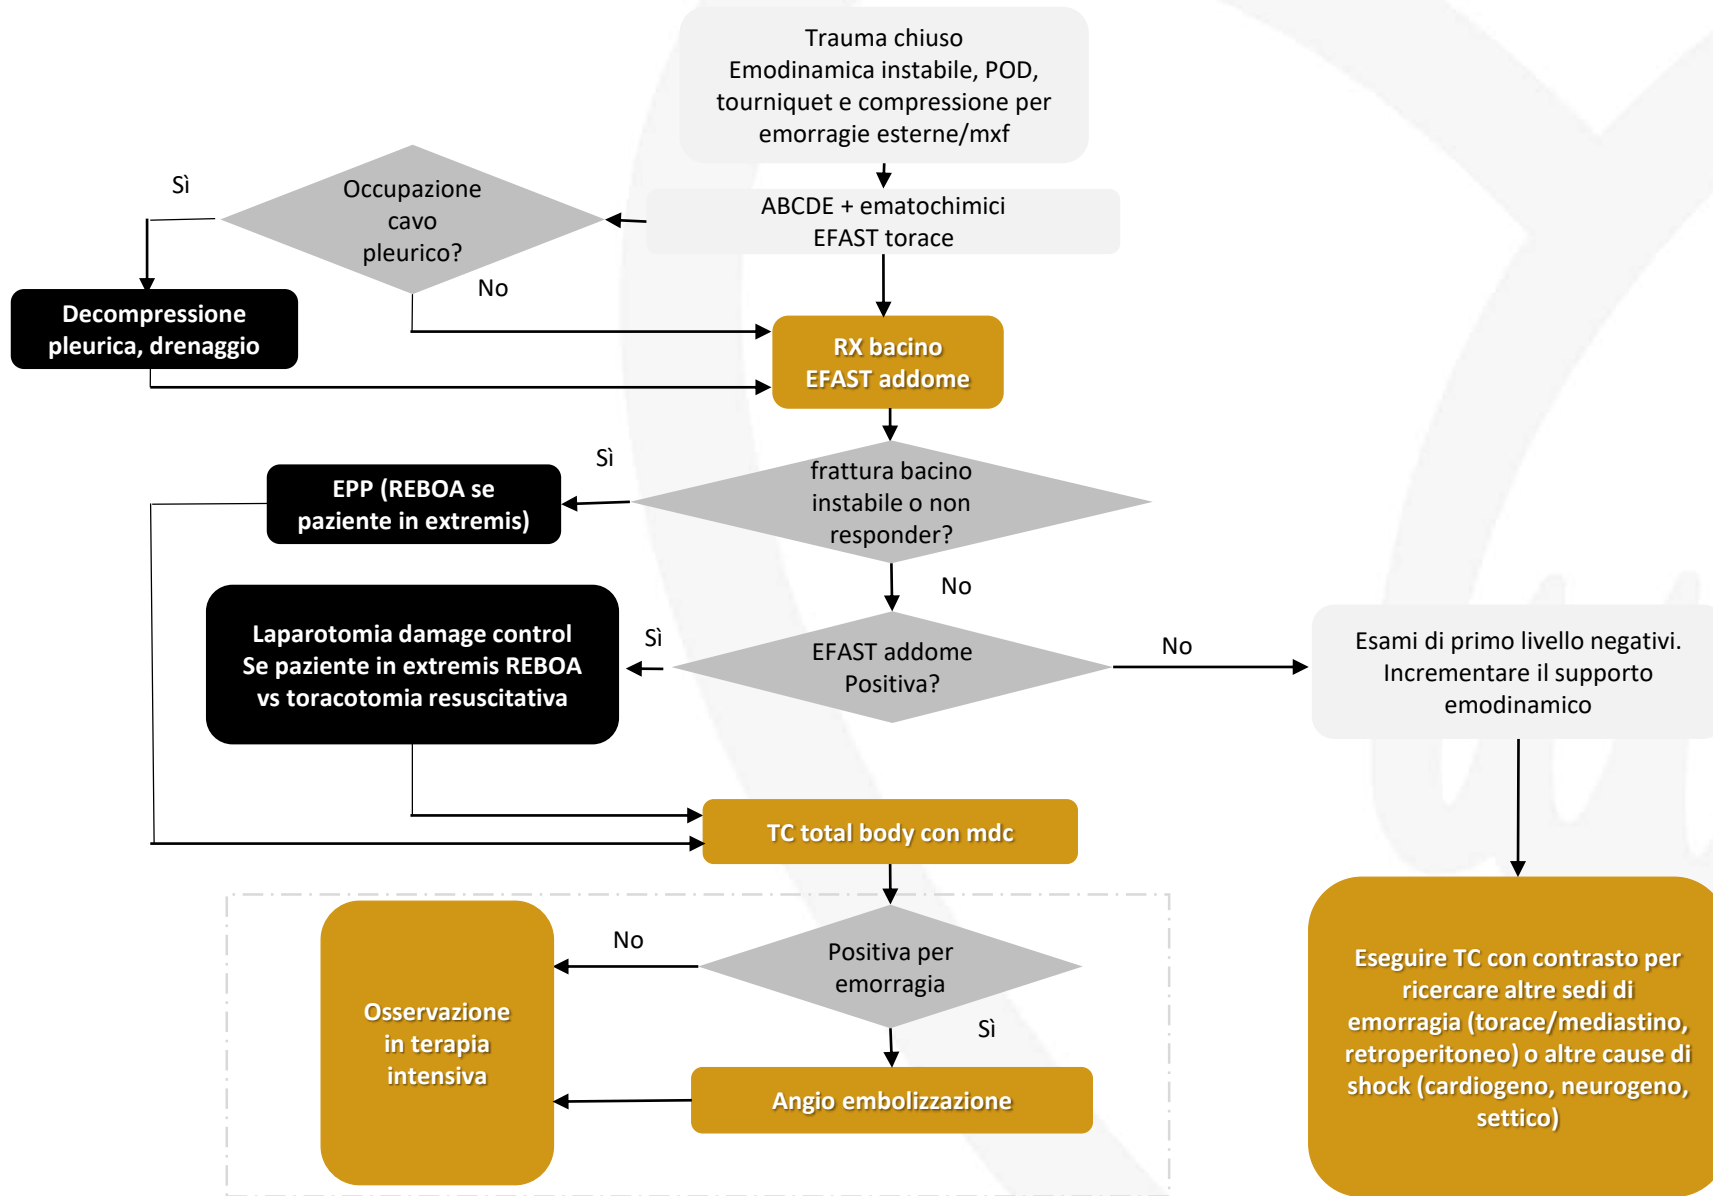 Trauma chiuso
Emodinamica instabile, POD,
tourniquet e compressione per
emorragie esterne/mxf
Sì
Occupazione
cavo
pleurico?
ABCDE + ematochimici
EFAST torace
No
Decompressione
pleurica, drenaggio
RX bacino
EFAST addome
Sì
frattura bacino
instabile o non
responder?
EPP (REBOA se
paziente in extremis)
No
Laparotomia damage control
Se paziente in extremis REBOA
vs toracotomia resuscitativa
Sì
EFAST addome
Positiva?
No
Esami di primo livello negativi.
Incrementare il supporto
emodinamico
TC total body con mdc
No
Positiva per
emorragia
Sì
Osservazione
in terapia
intensiva
Angio embolizzazione
Eseguire TC con contrasto per
ricercare altre sedi di
emorragia (torace/mediastino,
retroperitoneo) o altre cause di
shock (cardiogeno, neurogeno,
settico)